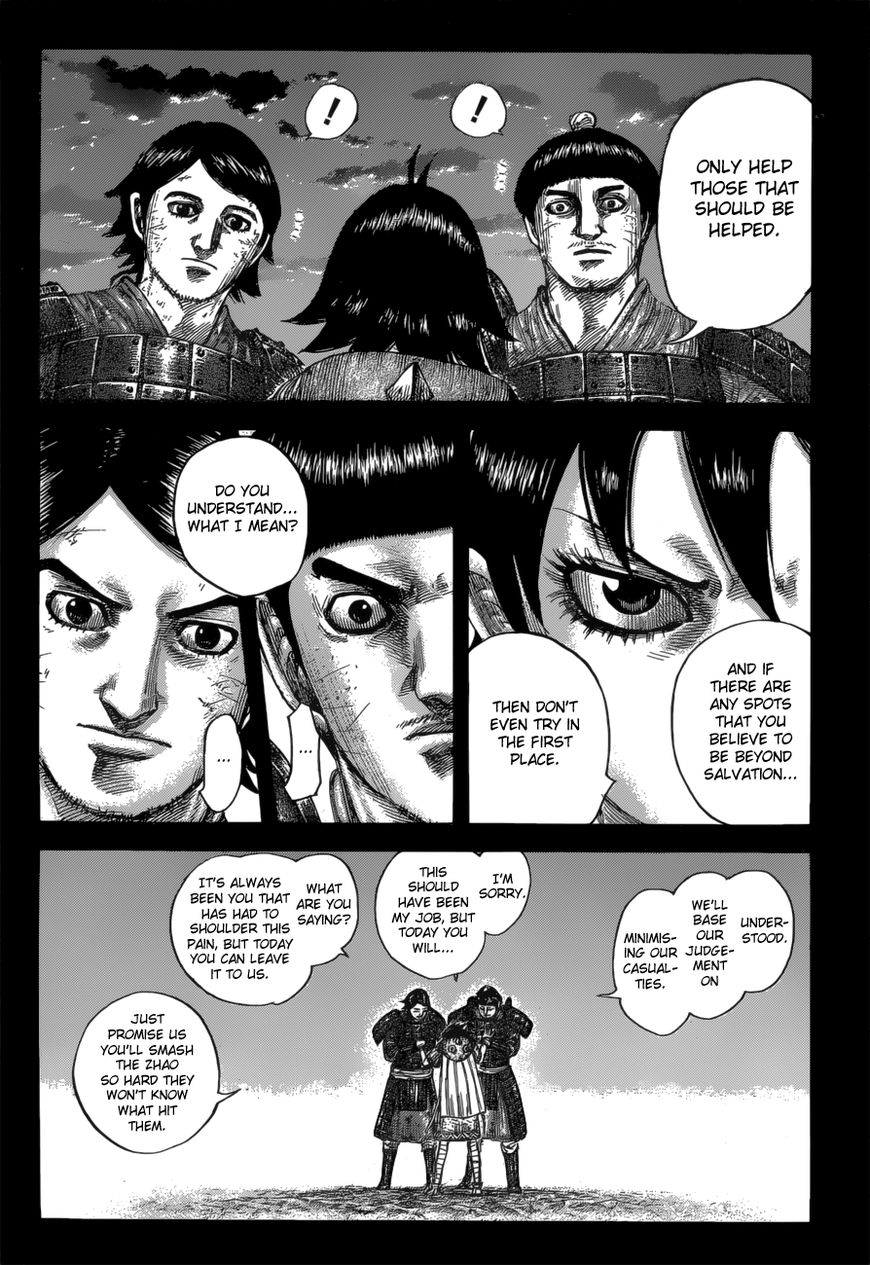 !
!
ONLY HELP
THOSE THAT
SHOULD BE
HELPED.
AND IF
THERE ARE
ANY SPOTS
THAT YOU
BELIEVE TO
BE BEYOND
SALVATION...
THEN DON'T
EVEN TRY IN
THE FIRST
PLACE.
DO YOU
UNDERSTAND...
WHAT I MEAN?
...
...
UNDER-
STOOD.
WE'LL
BASE
OUR
JUDGE-
MENT
ON
MINIMIS-
ING OUR
CASUAL-
TIES.
I'M
SORRY.
THIS
SHOULD
HAVE BEEN
MY JOB, BUT
TODAY YOU
WILL...
WHAT
ARE YOU
SAYING?
IT'S ALWAYS
BEEN YOU THAT
HAS HAD TO
SHOULDER THIS
PAIN, BUT TODAY
YOU CAN LEAVE
IT TO US.
JUST
PROMISE US
YOU'LL SMASH
THE ZHAO
SO HARD THEY
WON'T KNOW
WHAT HIT
THEM.